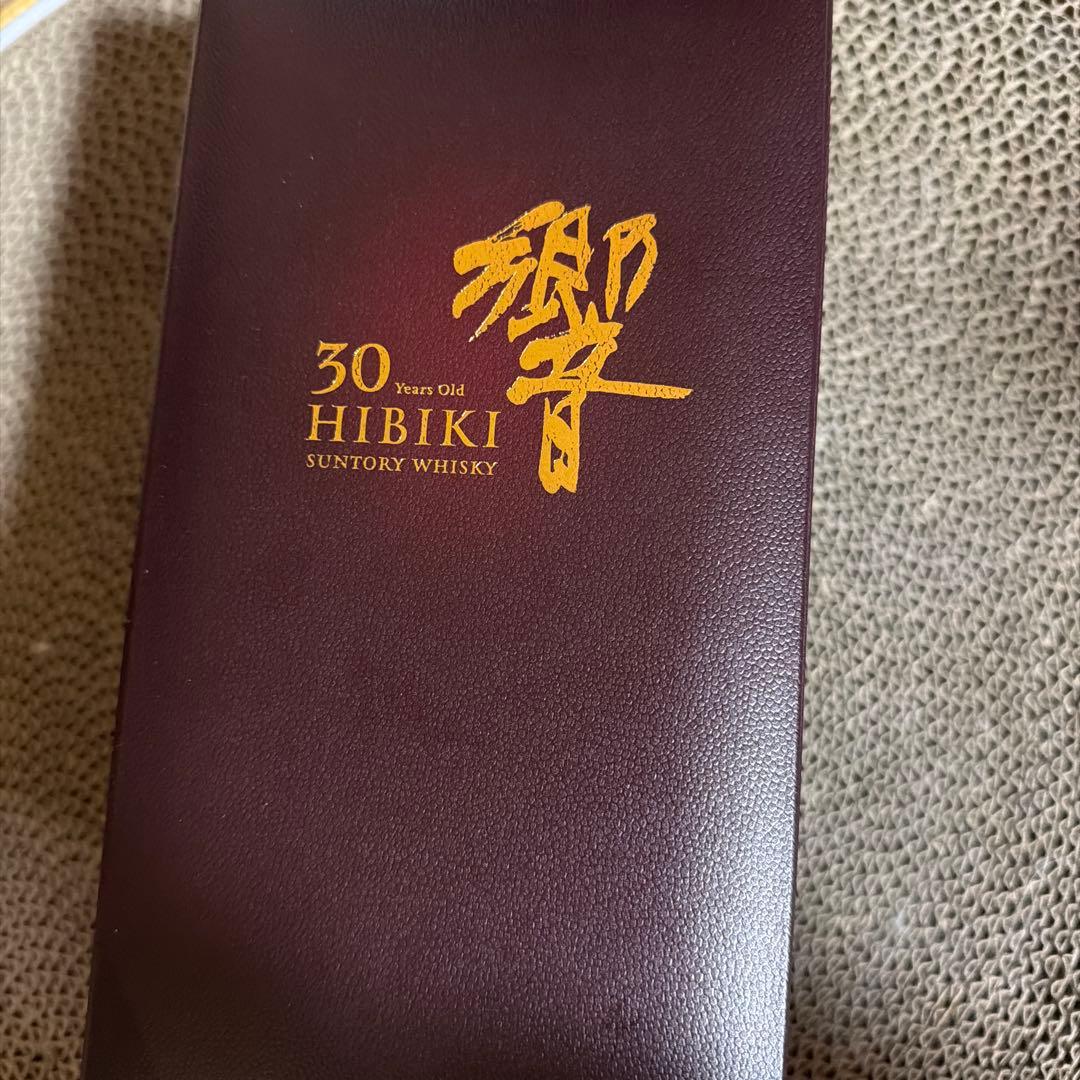 響
30 Years Old
HIBIKI
SUNTORY WHISKY